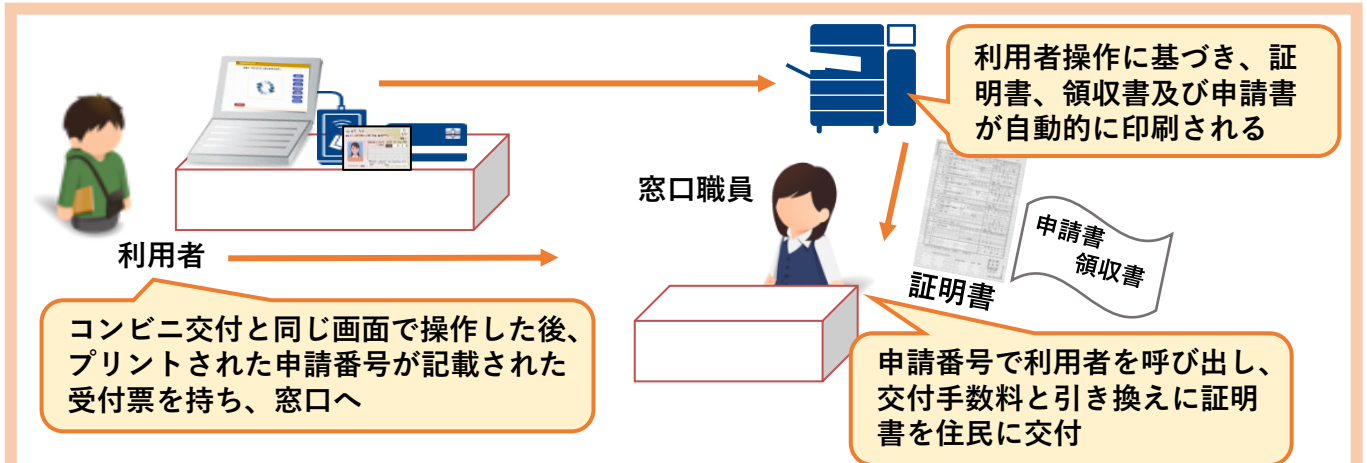 利用者操作に基づき、証
明書、領収書及び申請書
が自動的に印刷される
窓口職員
申請書
領収書
証明書
利用者
コンビニ交付と同じ画面で操作した後、
プリントされた申請番号が記載された
受付票を持ち、窓口へ
申請番号で利用者を呼び出し、
交付手数料と引き換えに証明
書を住民に交付